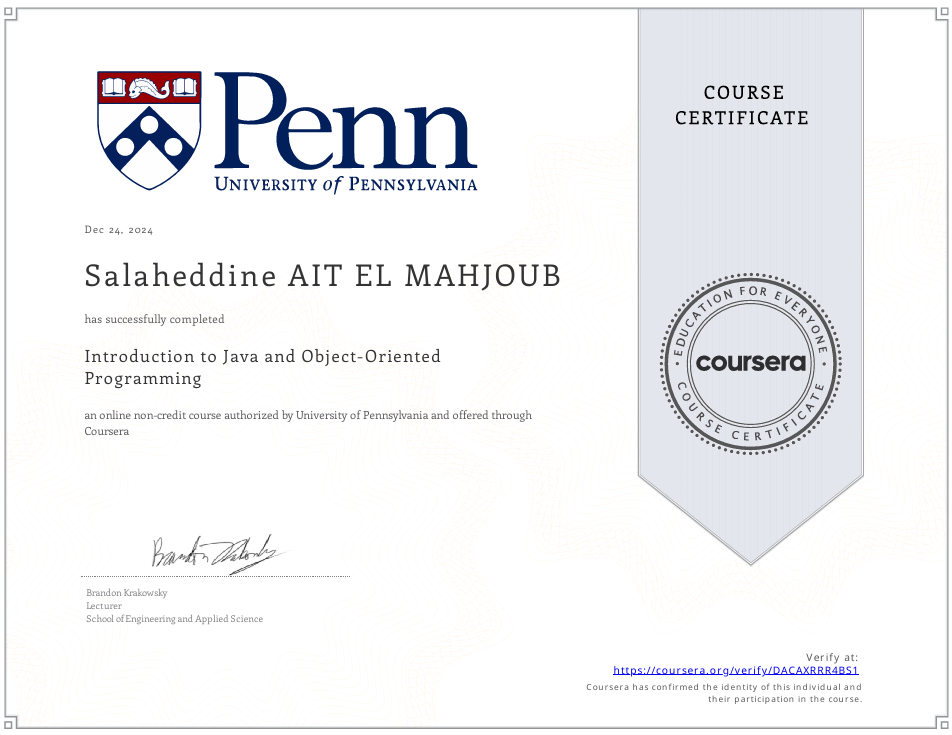 COURSE
CERTIFICATE
Penn
UNIVERSITY of PENNSYLVANIA
Dec 24, 2024
Salaheddine AIT EL MAHJOUB
has successfully completed
Introduction to Java and Object-Oriented
Programming
an online non-credit course authorized by University of Pennsylvania and offered through
Coursera
EDUCATION FOR EVERYONE
coursera
COURSE CERTIFICATE
Brandon Krakowsky
Brandon Krakowsky
Lecturer
School of Engineering and Applied Science
Verify at:
https://coursera.org/verify/DACAXRRR4BS1
Coursera has confirmed the identity of this individual and
their participation in the course.